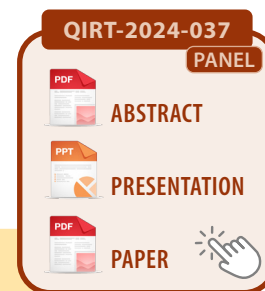 QIRT-2024-037
PANEL
PDF
ABSTRACT
PPT
PRESENTATION
PDF
PAPER